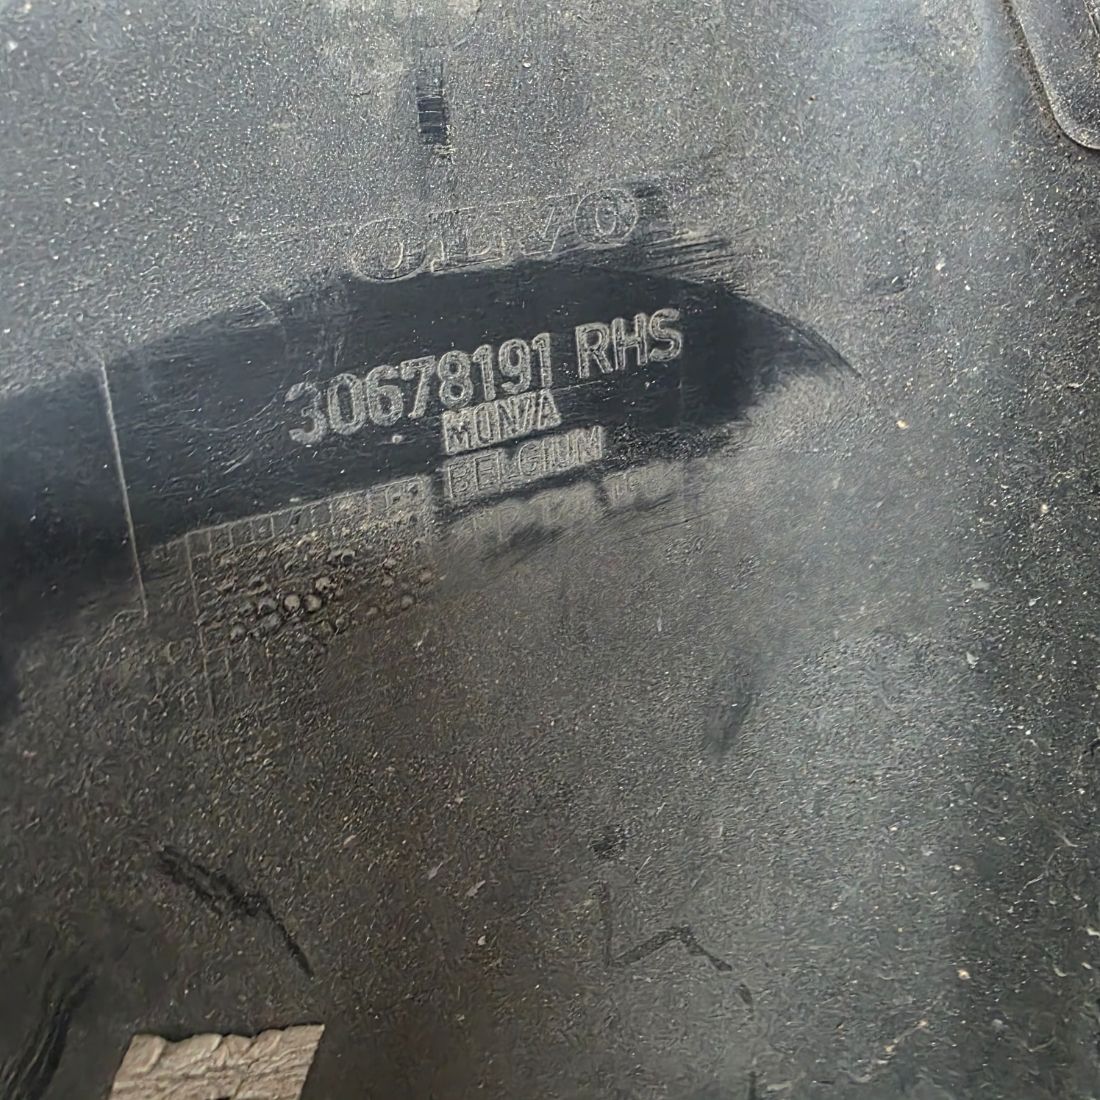 VOLVO
30678191 RHS
MONZA
BELGIUM